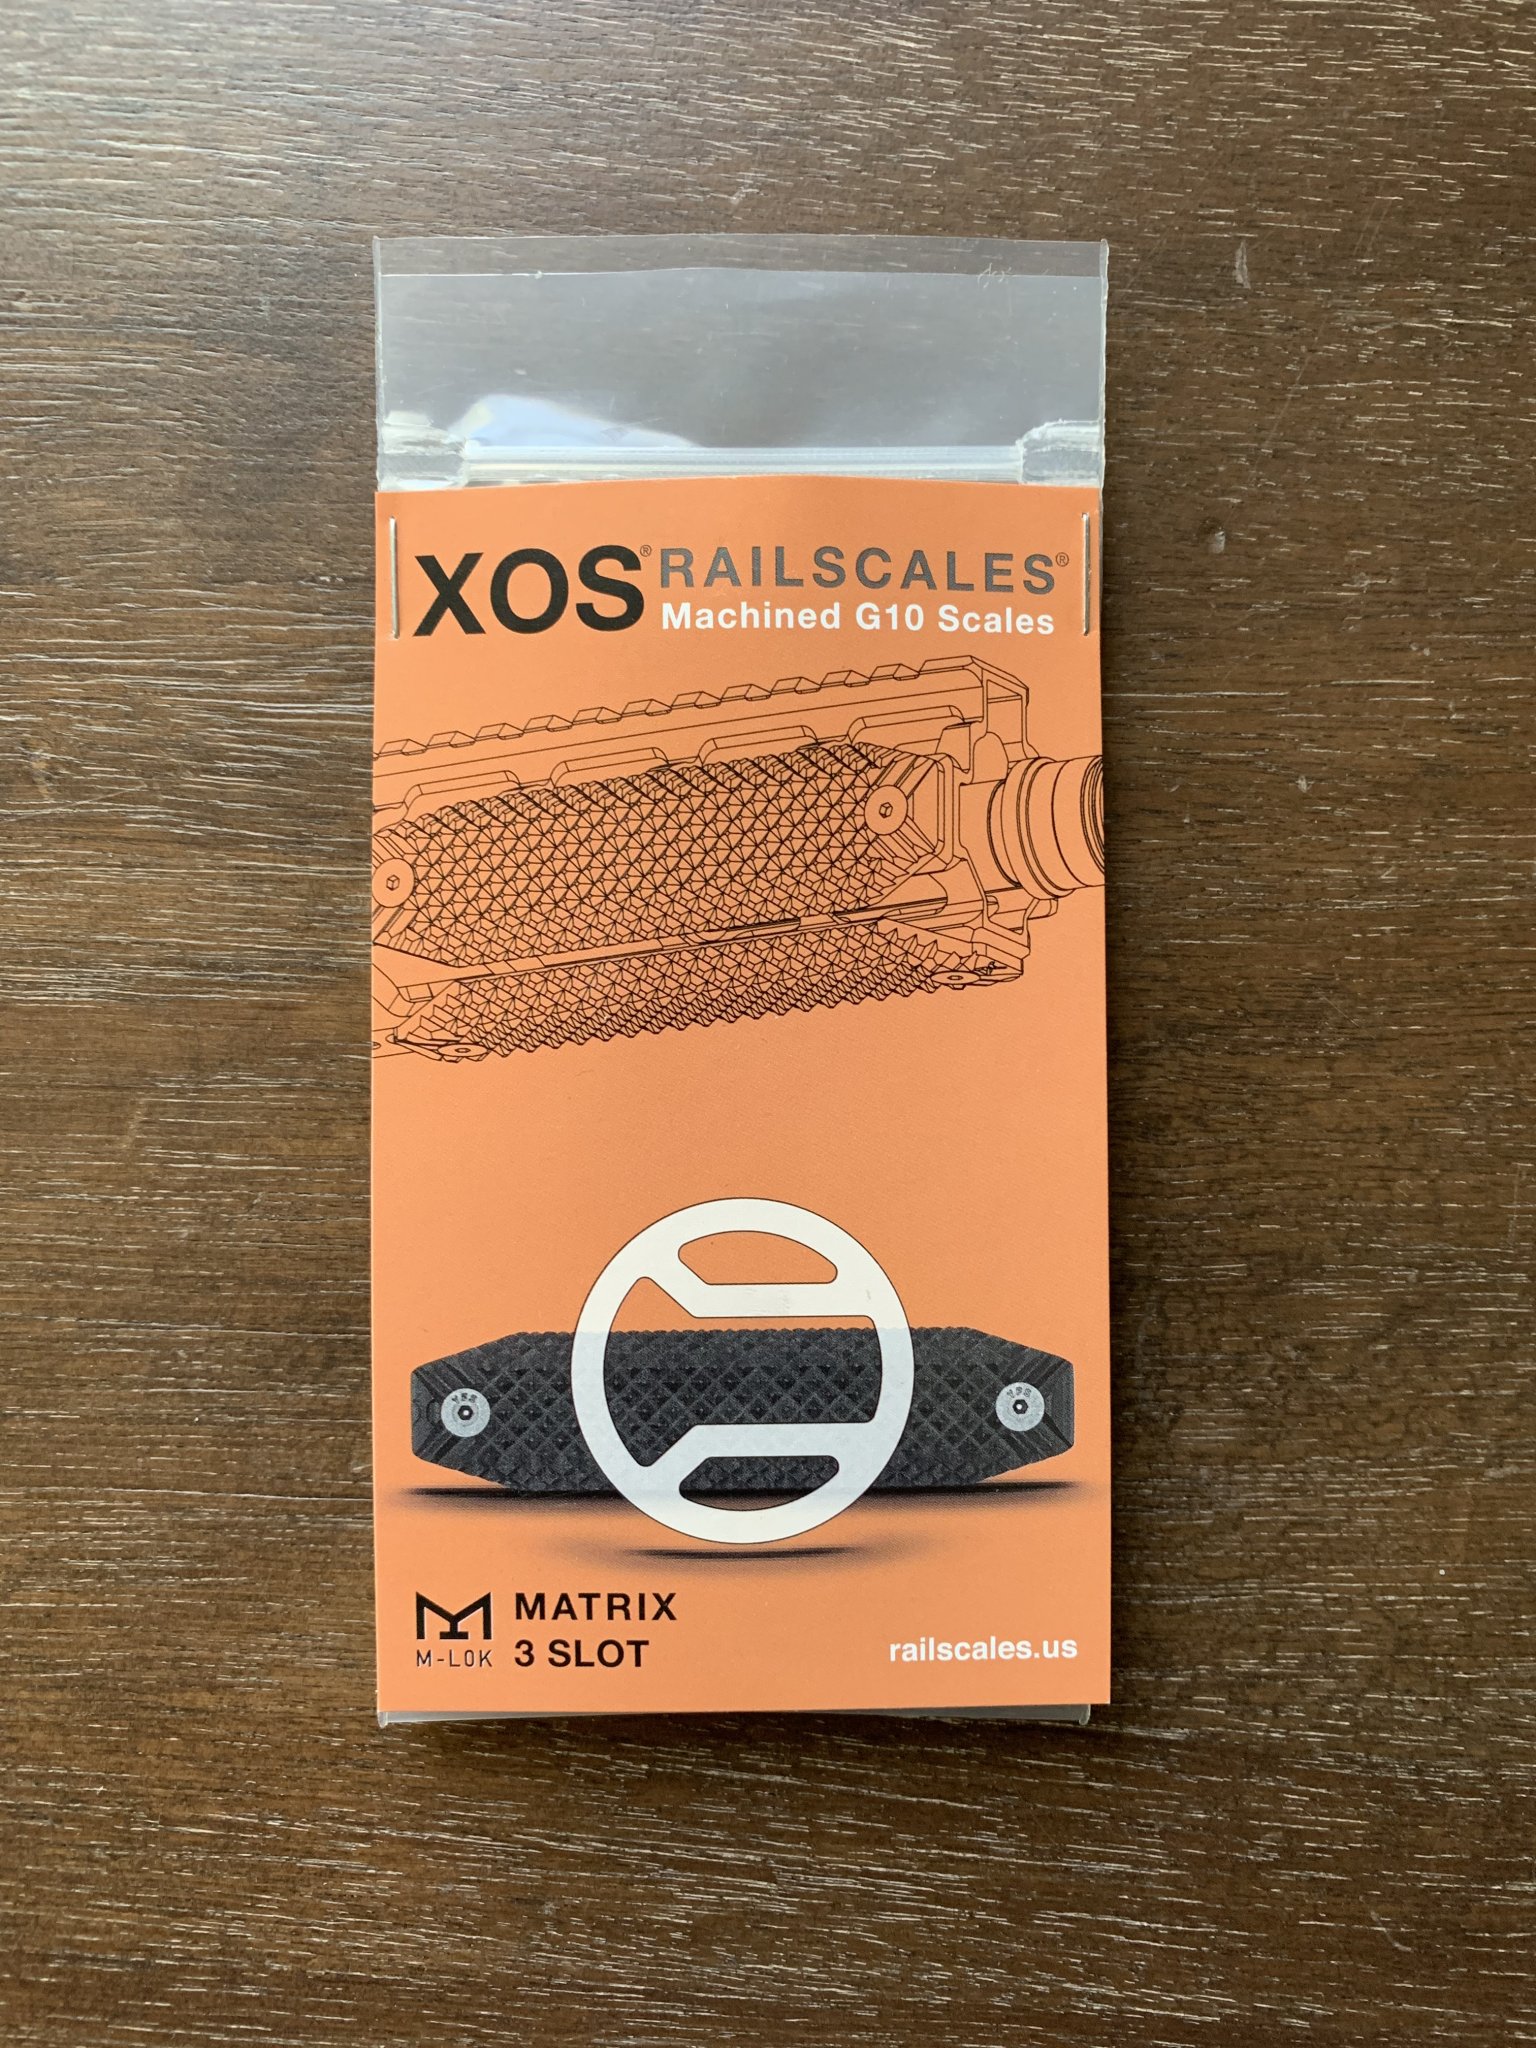 XOS® RAILSCALES®
Machined G10 Scales
M-LOK
MATRIX
3 SLOT
railscales.us